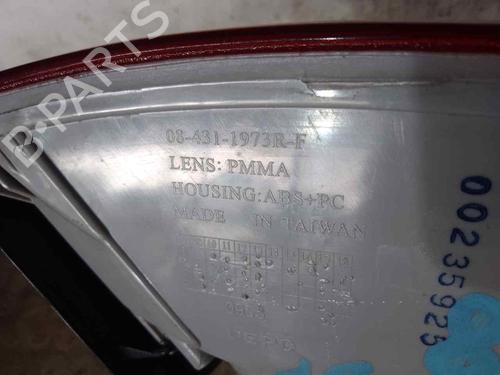 B-PARTS
08-431-1973R-F
LENS: PMMA
HOUSING:ABS+PC
MADE IN TAIWAN
00235925